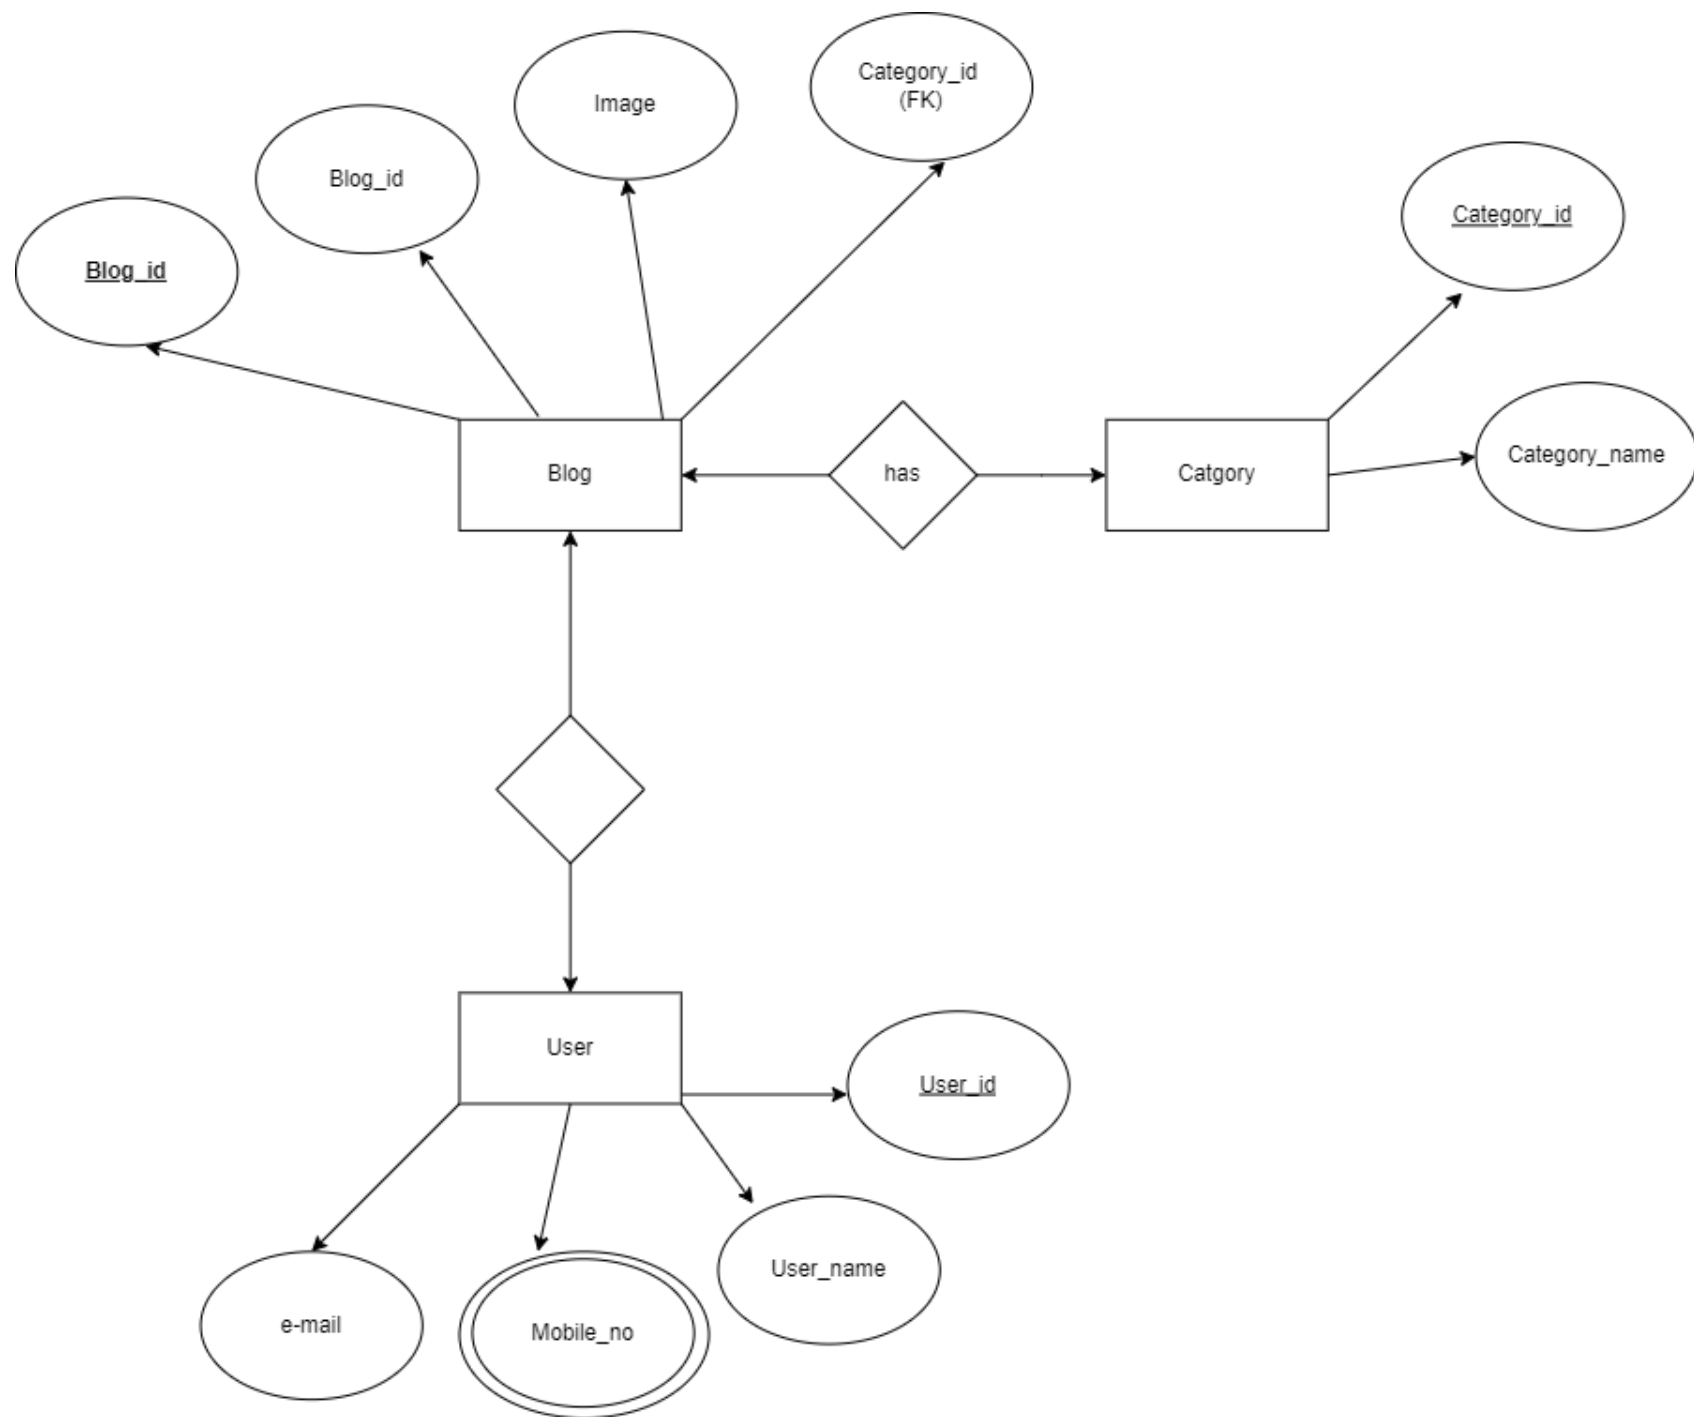 Category_id
(FK)
Image
Blog_id
Category_id
Blog_id
Category_name
Blog
has
Catgory
User
User_id
User_name
e-mail
Mobile_no